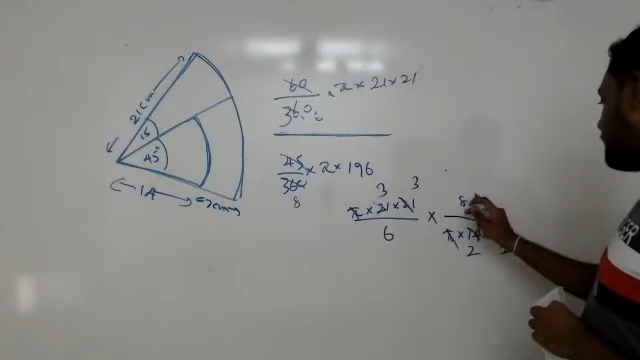 21cm
15
45°
14
60/360 × π × 21 × 21
45/360 × π × 196
8
3 3
π × 21 × 21 / 6 × 8 / π × 14
2